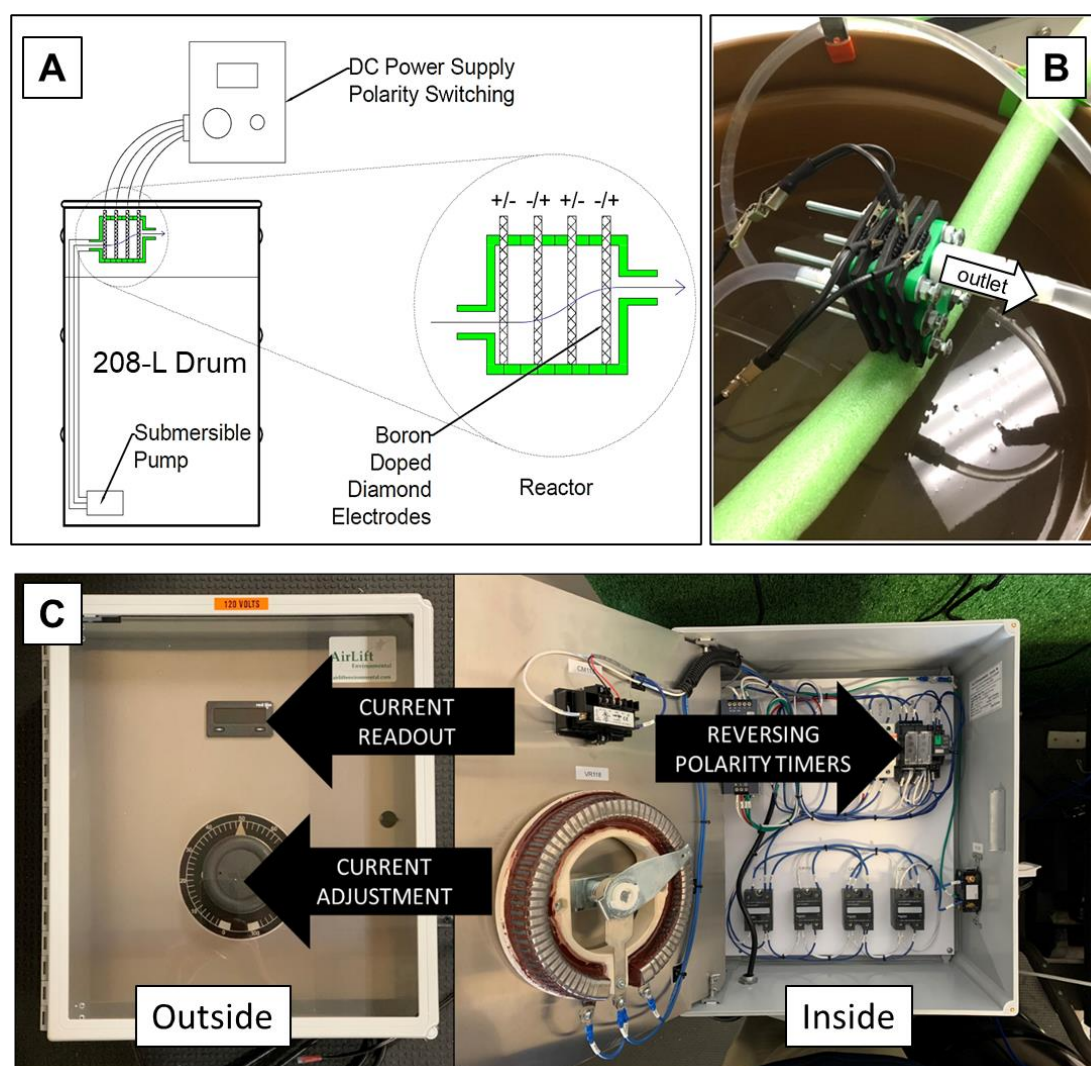 A
DC Power Supply
Polarity Switching
+/- -/+ +/- -/+
208-L Drum
Submersible
Pump
Boron
Doped
Diamond
Electrodes
Reactor
B
outlet
C
120 VOLTS
AirLift
Environmental
CURRENT
READOUT
CURRENT
ADJUSTMENT
REVERSING
POLARITY TIMERS
Outside
Inside